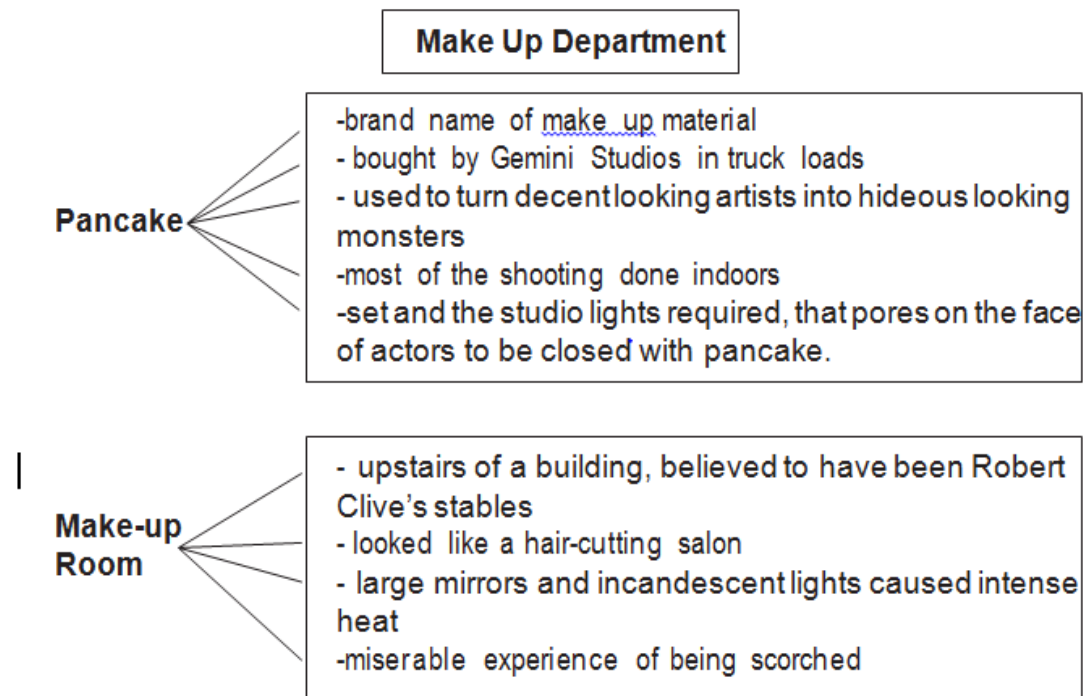 Make Up Department
Pancake
-brand name of make up material
- bought by Gemini Studios in truck loads
- used to turn decent looking artists into hideous looking
monsters
-most of the shooting done indoors
-set and the studio lights required, that pores on the face
of actors to be closed with pancake.
Make-up
Room
- upstairs of a building, believed to have been Robert
Clive’s stables
- looked like a hair-cutting salon
- large mirrors and incandescent lights caused intense
heat
-miserable experience of being scorched